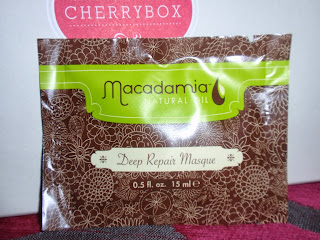 CHERRYBOX
Macadamia
NATURAL OIL
Deep Repair Masque
0.5 fl. oz. 15 ml e